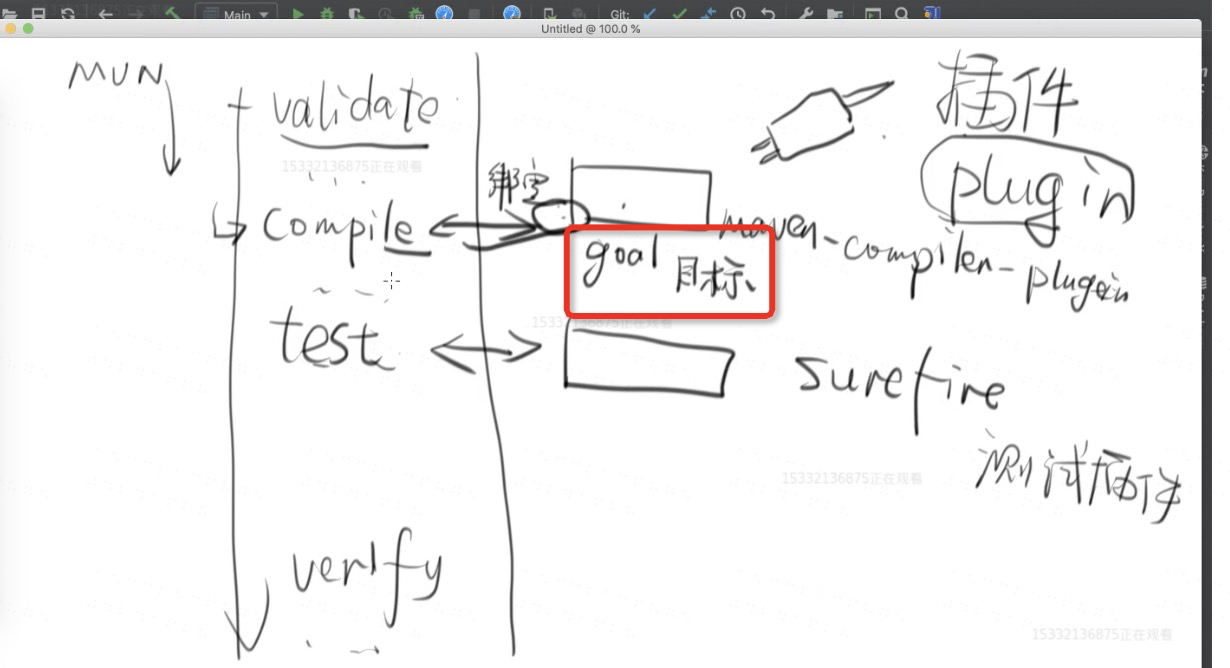 Main
Git:
Untitled @ 100.0 %
MVN
validate
15332136875正在观看
插件
plugin
绑定
compile
maven-compiler-plugin
goal 目标
15332136875正在观看
test
surefire
测试插件
15332136875正在观看
verify
15332136875正在观看